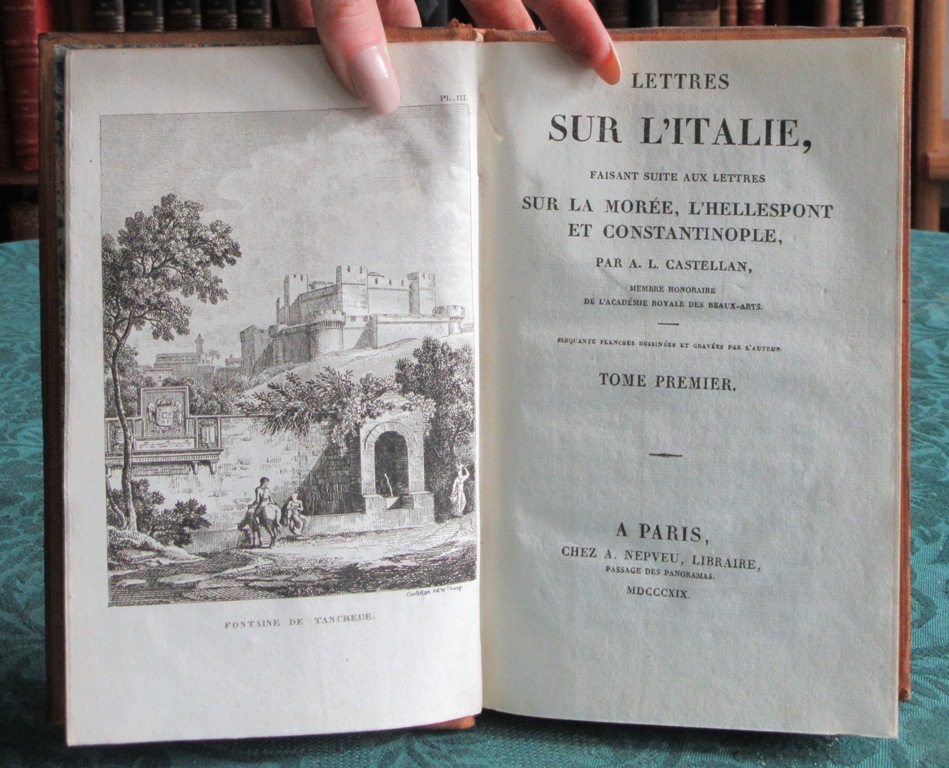 PL. III.
FONTAINE DE TANCREDE.
LETTRES
SUR L'ITALIE,
FAISANT SUITE AUX LETTRES
SUR LA MORÉE, L'HELLESPONT
ET CONSTANTINOPLE,
PAR A. L. CASTELLAN,
MEMBRE HONORAIRE
DE L'ACADÉMIE ROYALE DES BEAUX-ARTS.
CINQUANTE PLANCHES DESSINÉES ET GRAVÉES PAR L'AUTEUR.
TOME PREMIER.
A PARIS,
CHEZ A. NEPVEU, LIBRAIRE,
PASSAGE DES PANORAMAS.
MDCCCXIX.